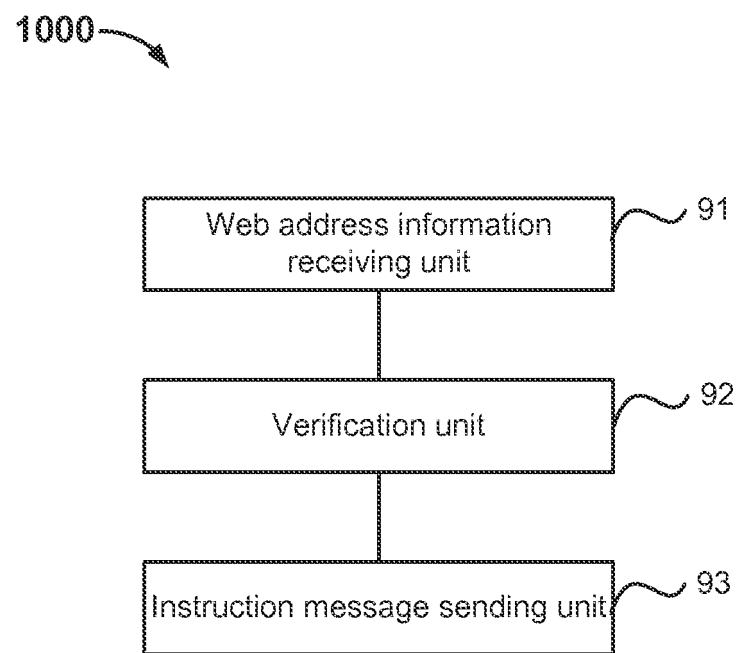 1000
Web address information
receiving unit
91
Verification unit
92
Instruction message sending unit
93